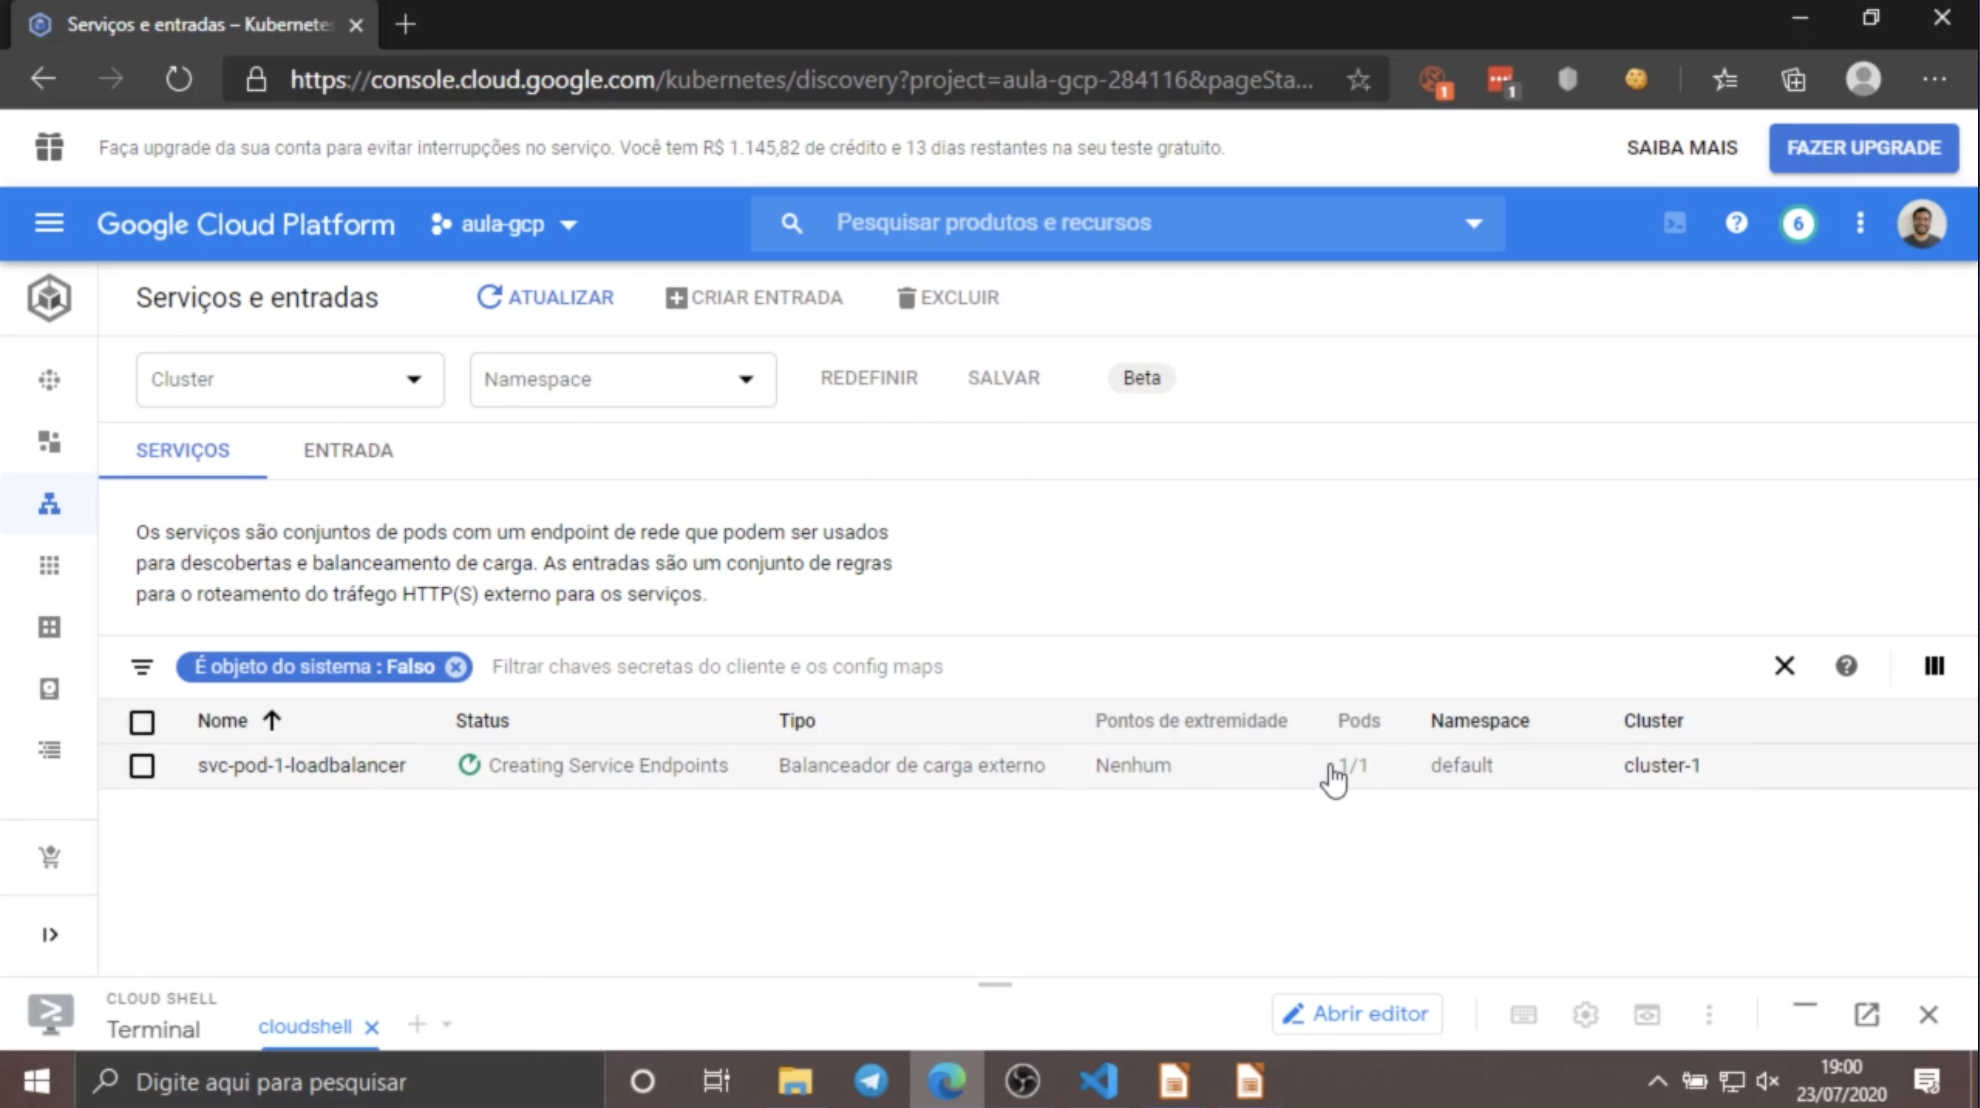 Serviços e entradas – Kubernete
https://console.cloud.google.com/kubernetes/discovery?project=aula-gcp-284116&pageSta...
1
1
Faça upgrade da sua conta para evitar interrupções no serviço. Você tem R$ 1.145,82 de crédito e 13 dias restantes na seu teste gratuito.
SAIBA MAIS
FAZER UPGRADE
Google Cloud Platform
aula-gcp
Pesquisar produtos e recursos
6
Serviços e entradas
ATUALIZAR
CRIAR ENTRADA
EXCLUIR
Cluster
Namespace
REDEFINIR
SALVAR
Beta
SERVIÇOS
ENTRADA
Os serviços são conjuntos de pods com um endpoint de rede que podem ser usados
para descobertas e balanceamento de carga. As entradas são um conjunto de regras
para o roteamento do tráfego HTTP(S) externo para os serviços.
É objeto do sistema : Falso
Filtrar chaves secretas do cliente e os config maps
Nome Status Tipo Pontos de extremidade Pods Namespace Cluster
svc-pod-1-loadbalancer Creating Service Endpoints Balanceador de carga externo Nenhum 1/1 default cluster-1
CLOUD SHELL
Terminal
cloudshell
Abrir editor
Digite aqui para pesquisar
19:00
23/07/2020